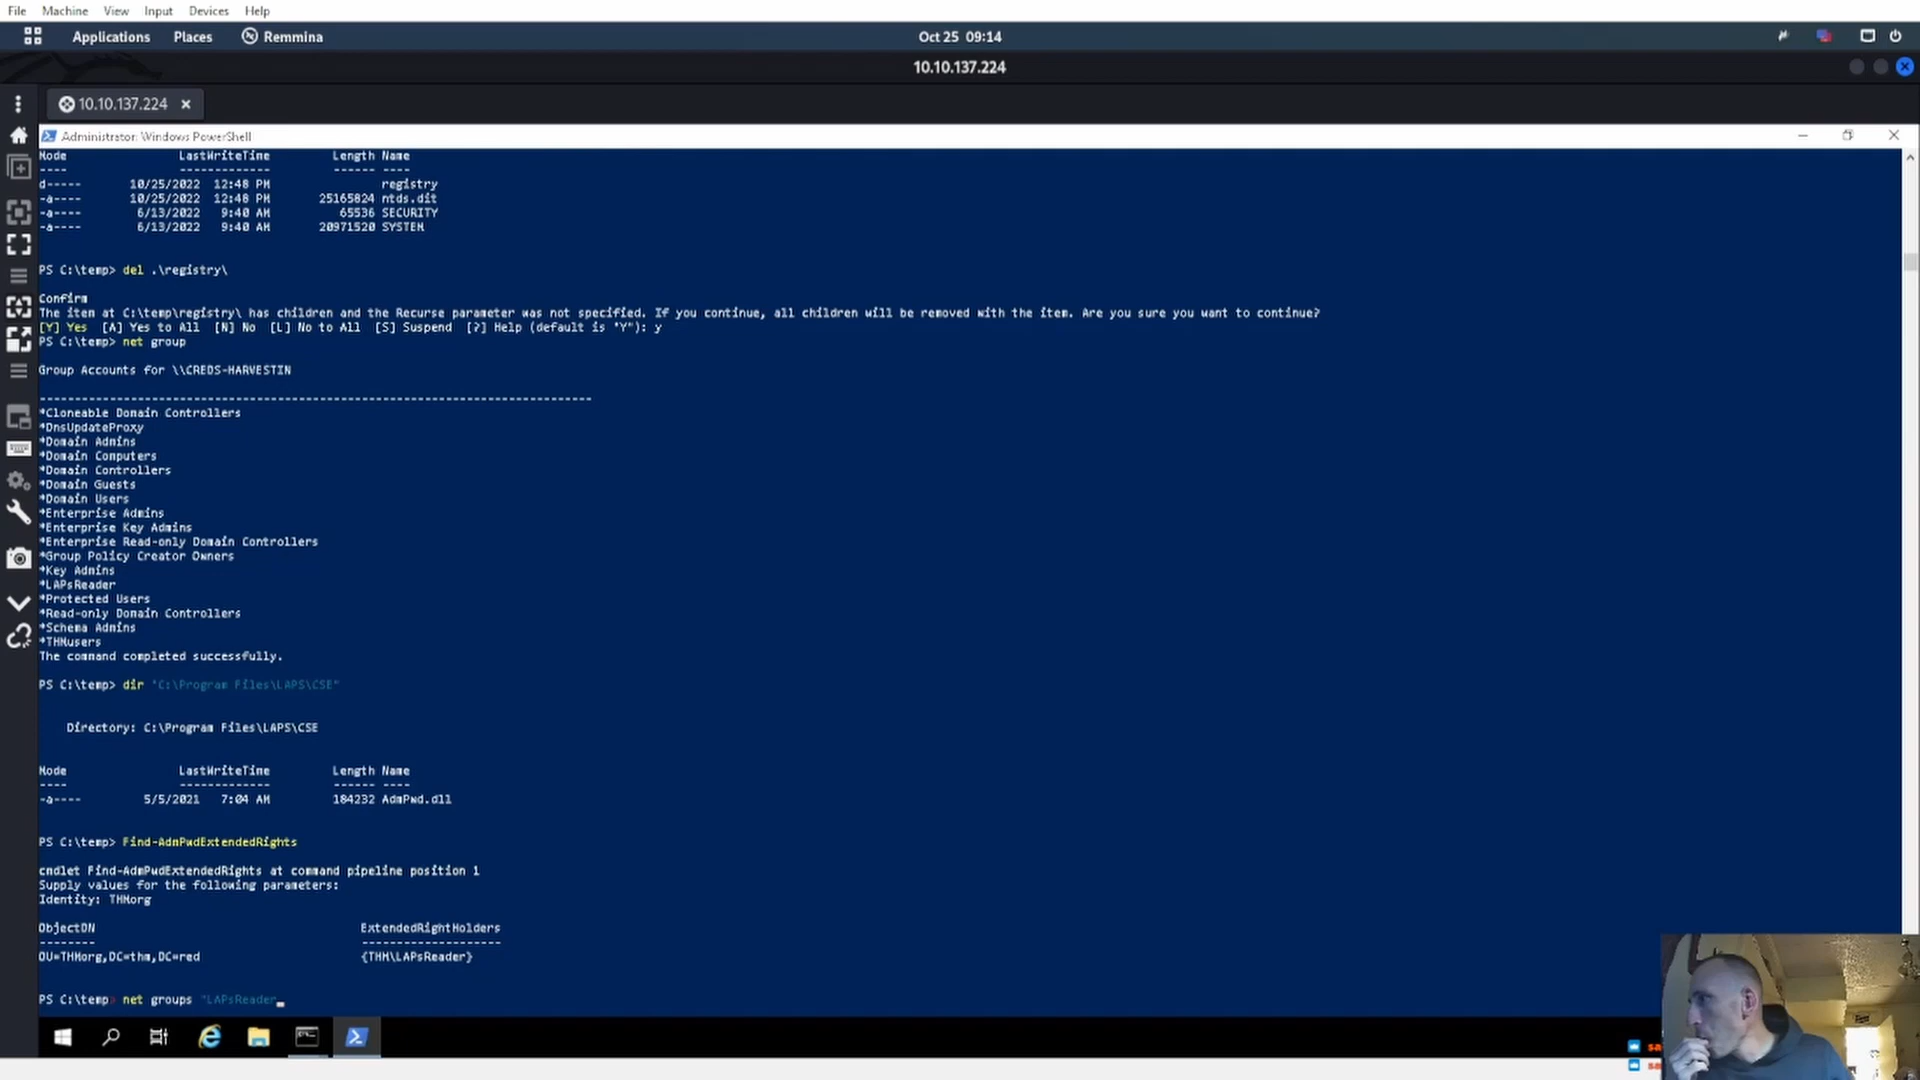 File Machine View Input Devices Help
Applications Places Remmina Oct 25 09:14
10.10.137.224
10.10.137.224
Administrator: Windows PowerShell
Mode LastWriteTime Length Name
---- ------------- ------ ----
d----- 10/25/2022 12:48 PM registry
-a---- 10/25/2022 12:48 PM 25165824 ntds.dit
-a---- 6/13/2022 9:40 AM 65536 SECURITY
-a---- 6/13/2022 9:40 AM 20971520 SYSTEM
PS C:\temp> del .\registry\
Confirm
The item at C:\temp\registry\ has children and the Recurse parameter was not specified. If you continue, all children will be removed with the item. Are you sure you want to continue?
[Y] Yes [A] Yes to All [N] No [L] No to All [S] Suspend [?] Help (default is "Y"): y
PS C:\temp> net group
Group Accounts for \\CREDS-HARVESTIN
-------------------------------------------------------------------------------
*Cloneable Domain Controllers
*DnsUpdateProxy
*Domain Admins
*Domain Computers
*Domain Controllers
*Domain Guests
*Domain Users
*Enterprise Admins
*Enterprise Key Admins
*Enterprise Read-only Domain Controllers
*Group Policy Creator Owners
*Key Admins
*LAPsReader
*Protected Users
*Read-only Domain Controllers
*Schema Admins
*THMusers
The command completed successfully.
PS C:\temp> dir "C:\Program Files\LAPS\CSE"
Directory: C:\Program Files\LAPS\CSE
Mode LastWriteTime Length Name
---- ------------- ------ ----
-a---- 5/5/2021 7:04 AM 184232 AdmPwd.dll
PS C:\temp> Find-AdmPwdExtendedRights
cmdlet Find-AdmPwdExtendedRights at command pipeline position 1
Supply values for the following parameters:
Identity: THMorg
ObjectDN ExtendedRightHolders
-------- --------------------
OU=THMorg,DC=thm,DC=red {THM\LAPsReader}
PS C:\temp> net groups "LAPsReader
sa
sa